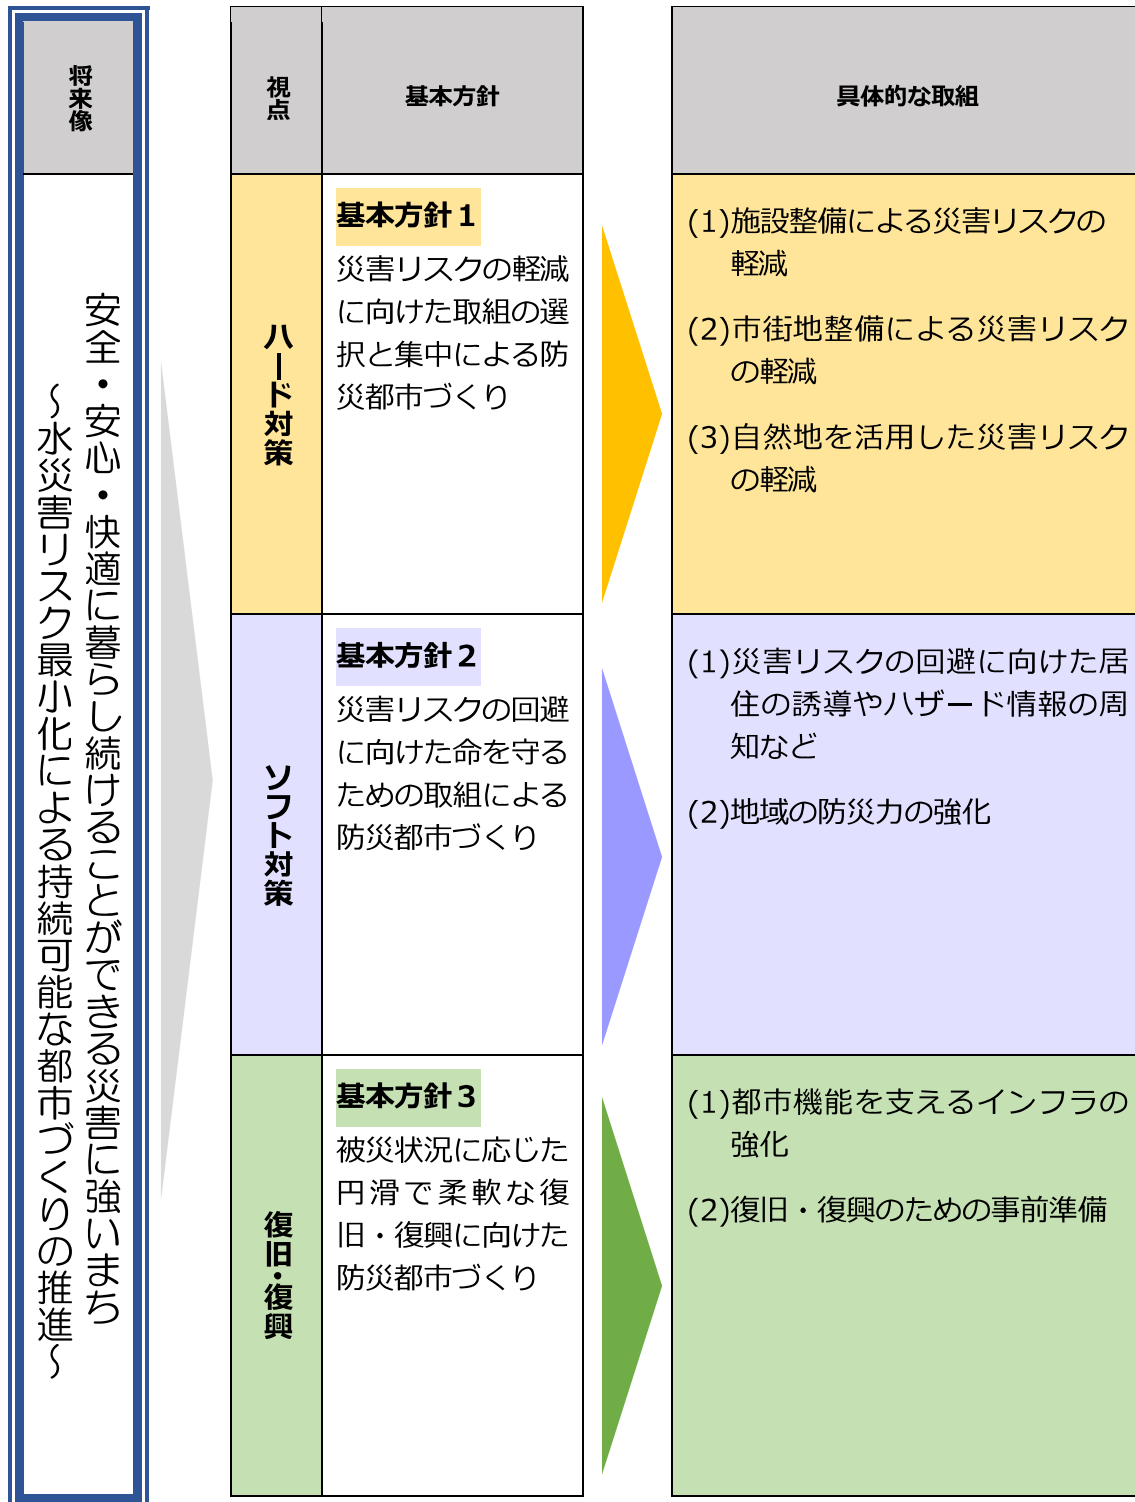 将来像
安全・安心・快適に暮らし続けることができる災害に強いまち
～水災害リスク最小化による持続可能な都市づくりの推進～
視点
基本方針
具体的な取組
ハード対策
基本方針１
災害リスクの軽減
に向けた取組の選
択と集中による防
災都市づくり
(1)施設整備による災害リスクの
軽減
(2)市街地整備による災害リスク
の軽減
(3)自然地を活用した災害リスク
の軽減
ソフト対策
基本方針２
災害リスクの回避
に向けた命を守る
ための取組による
防災都市づくり
(1)災害リスクの回避に向けた居
住の誘導やハザード情報の周
知など
(2)地域の防災力の強化
復旧・復興
基本方針３
被災状況に応じた
円滑で柔軟な復
旧・復興に向けた
防災都市づくり
(1)都市機能を支えるインフラの
強化
(2)復旧・復興のための事前準備